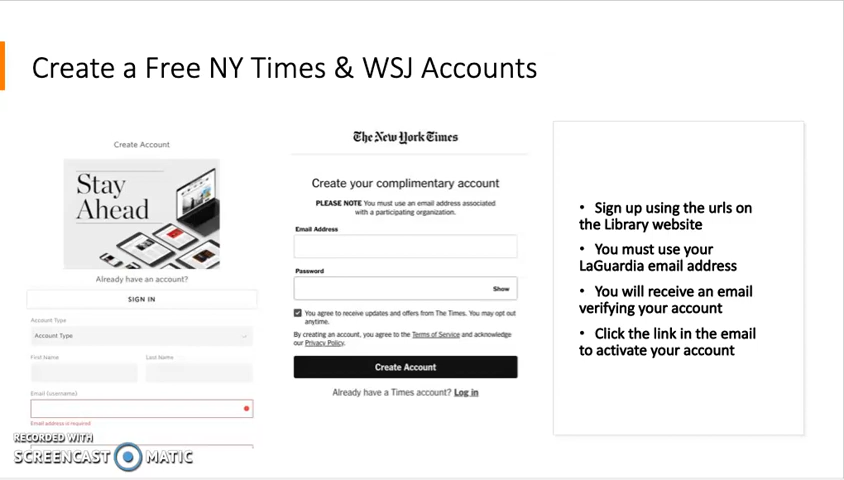 Create a Free NY Times & WSJ Accounts
Create Account
Stay
Ahead
Already have an account?
SIGN IN
Account Type
Account Type
First Name Last Name
Email (username)
Email address is required
The New York Times
Create your complimentary account
PLEASE NOTE You must use an email address associated
with a participating organization.
Email Address
Password
Show
You agree to receive updates and offers from The Times. You may opt out
anytime.
By creating an account, you agree to the Terms of Service and acknowledge
our Privacy Policy.
Create Account
Already have a Times account? Log in
• Sign up using the urls on
the Library website
• You must use your
LaGuardia email address
• You will receive an email
verifying your account
• Click the link in the email
to activate your account
RECORDED WITH
SCREENCAST MATIC